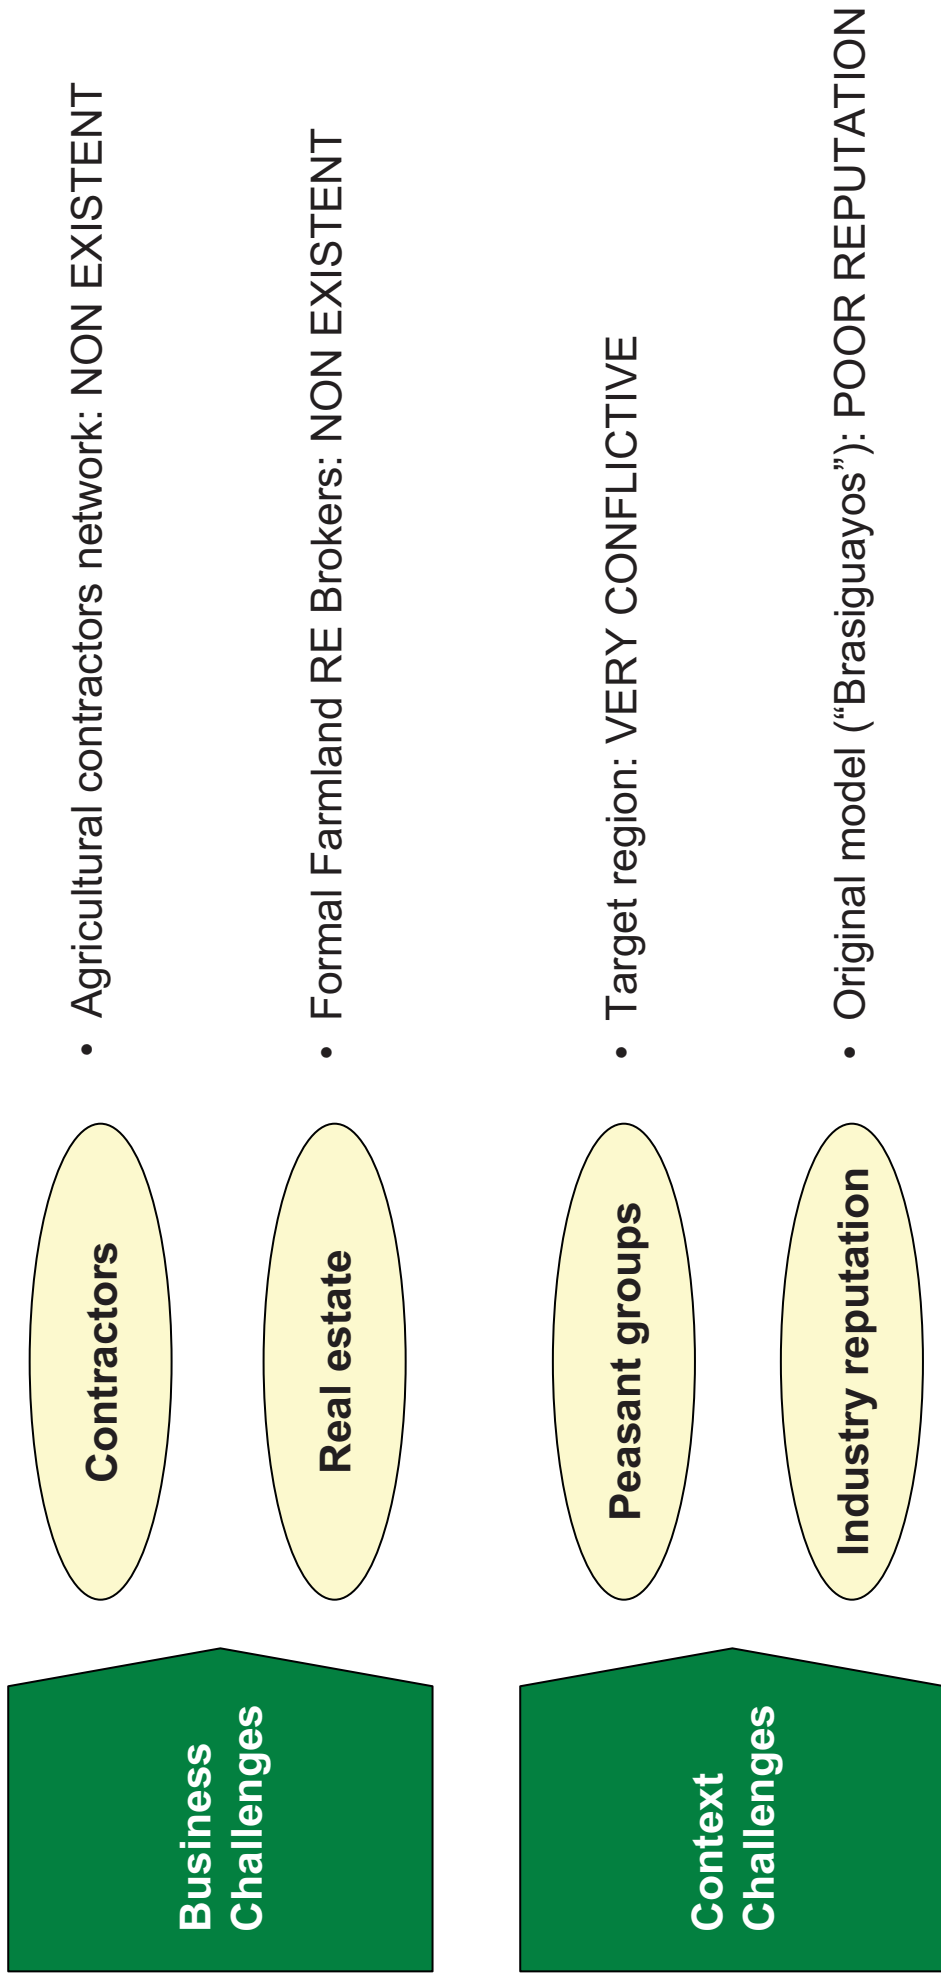 Business
Challenges
Contractors
• Agricultural contractors network: NON EXISTENT
Real estate
• Formal Farmland RE Brokers: NON EXISTENT
Context
Challenges
Peasant groups
• Target region: VERY CONFLICTIVE
Industry reputation
• Original model (“Brasiguayos”): POOR REPUTATION